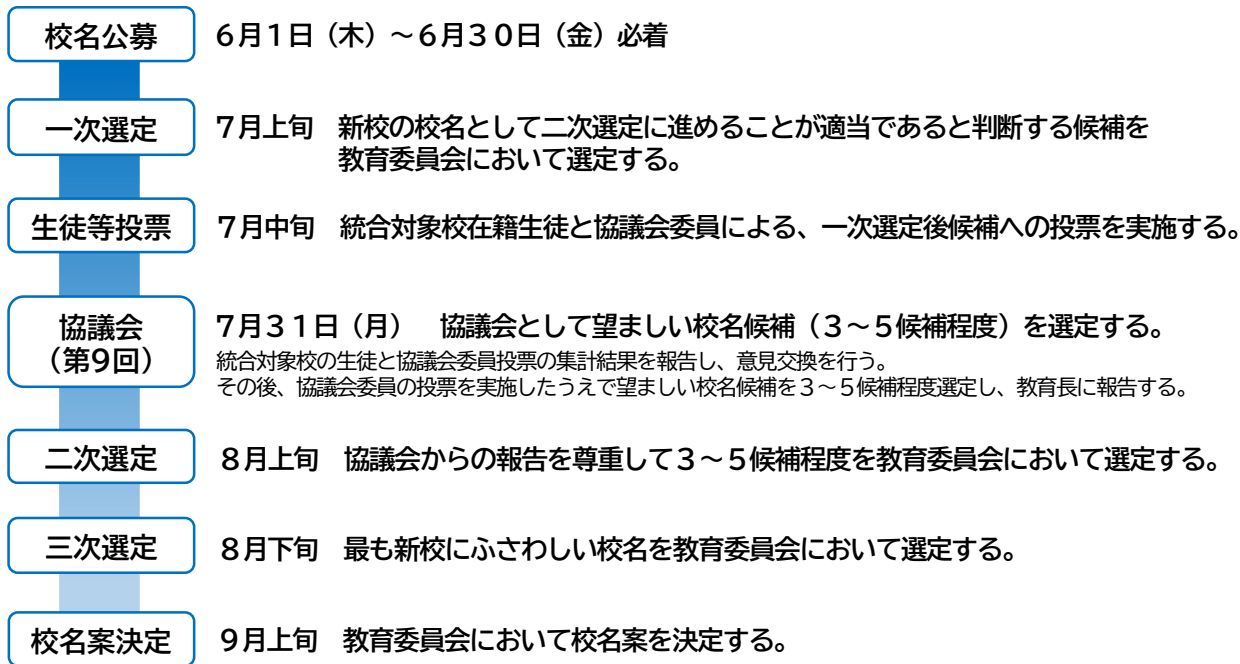 校名公募
6月1日（木）～6月30日（金）必着
一次選定
7月上旬　新校の校名として二次選定に進めることが適当であると判断する候補を
教育委員会において選定する。
生徒等投票
7月中旬　統合対象校在籍生徒と協議会委員による、一次選定後候補への投票を実施する。
協議会
（第9回）
7月31日（月）　協議会として望ましい校名候補（3～5候補程度）を選定する。
統合対象校の生徒と協議会委員投票の集計結果を報告し、意見交換を行う。
その後、協議会委員の投票を実施したうえで望ましい校名候補を3～5候補程度選定し、教育長に報告する。
二次選定
8月上旬　協議会からの報告を尊重して3～5候補程度を教育委員会において選定する。
三次選定
8月下旬　最も新校にふさわしい校名を教育委員会において選定する。
校名案決定
9月上旬　教育委員会において校名案を決定する。